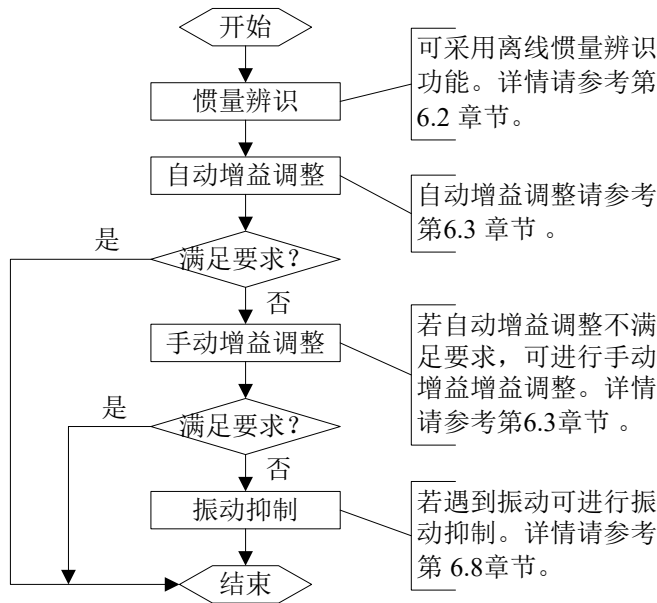 开始
可采用离线惯量辨识
功能。详情请参考第
6.2 章节。
惯量辨识
自动增益调整
自动增益调整请参考
第6.3 章节 。
是
满足要求？
否
手动增益调整
若自动增益调整不满
足要求，可进行手动
增益增益调整。详情
请参考第6.3章节 。
是
满足要求？
否
振动抑制
若遇到振动可进行振
动抑制。详情请参考
第 6.8章节。
结束